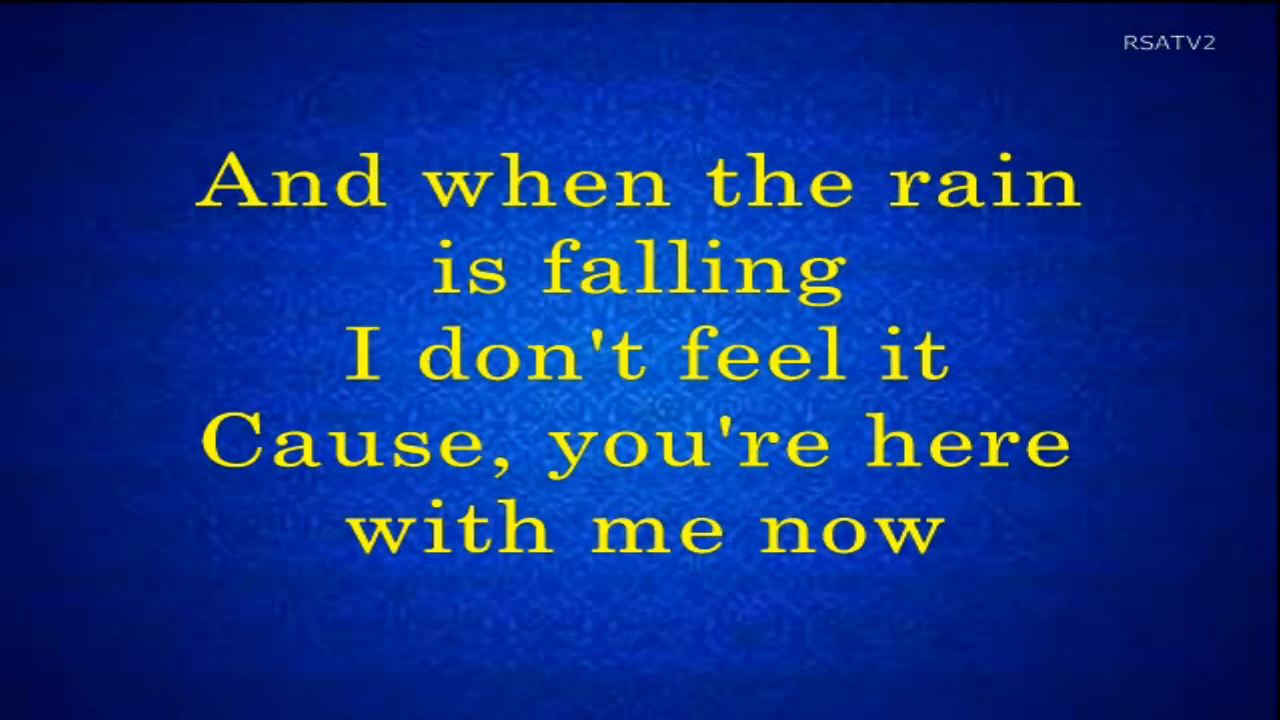 RSATV2
And when the rain
is falling
I don't feel it
Cause, you're here
with me now